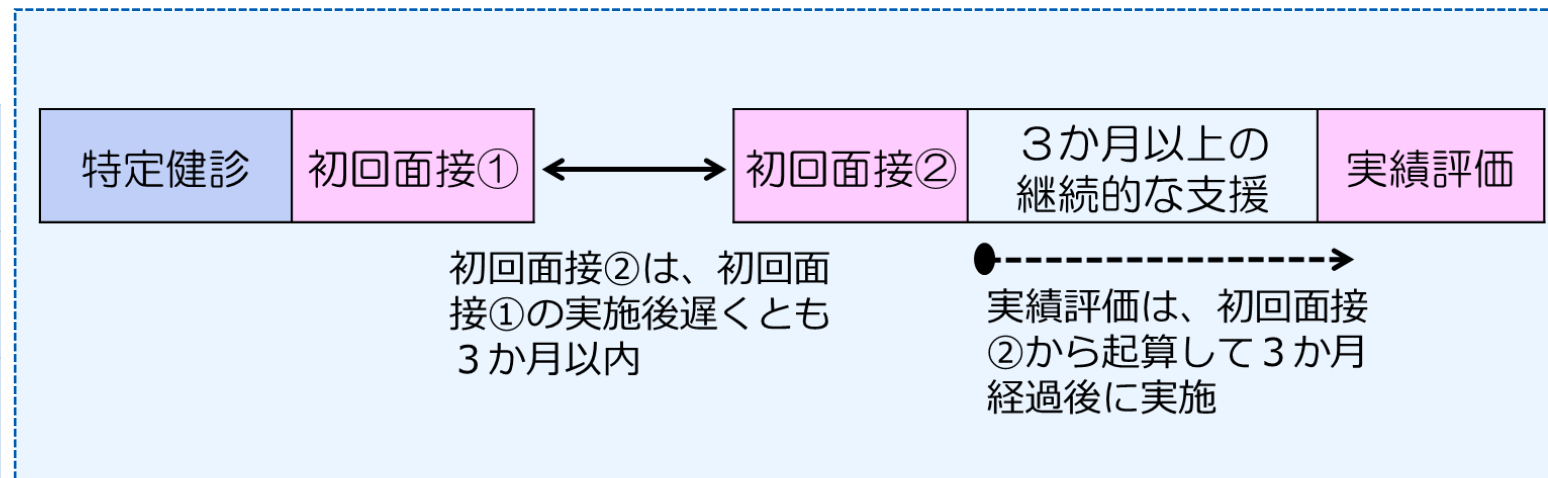 特定健診
初回面接①
初回面接②
３か月以上の
継続的な支援
実績評価
初回面接②は、初回面
接①の実施後遅くとも
３か月以内
実績評価は、初回面接
②から起算して３か月
経過後に実施